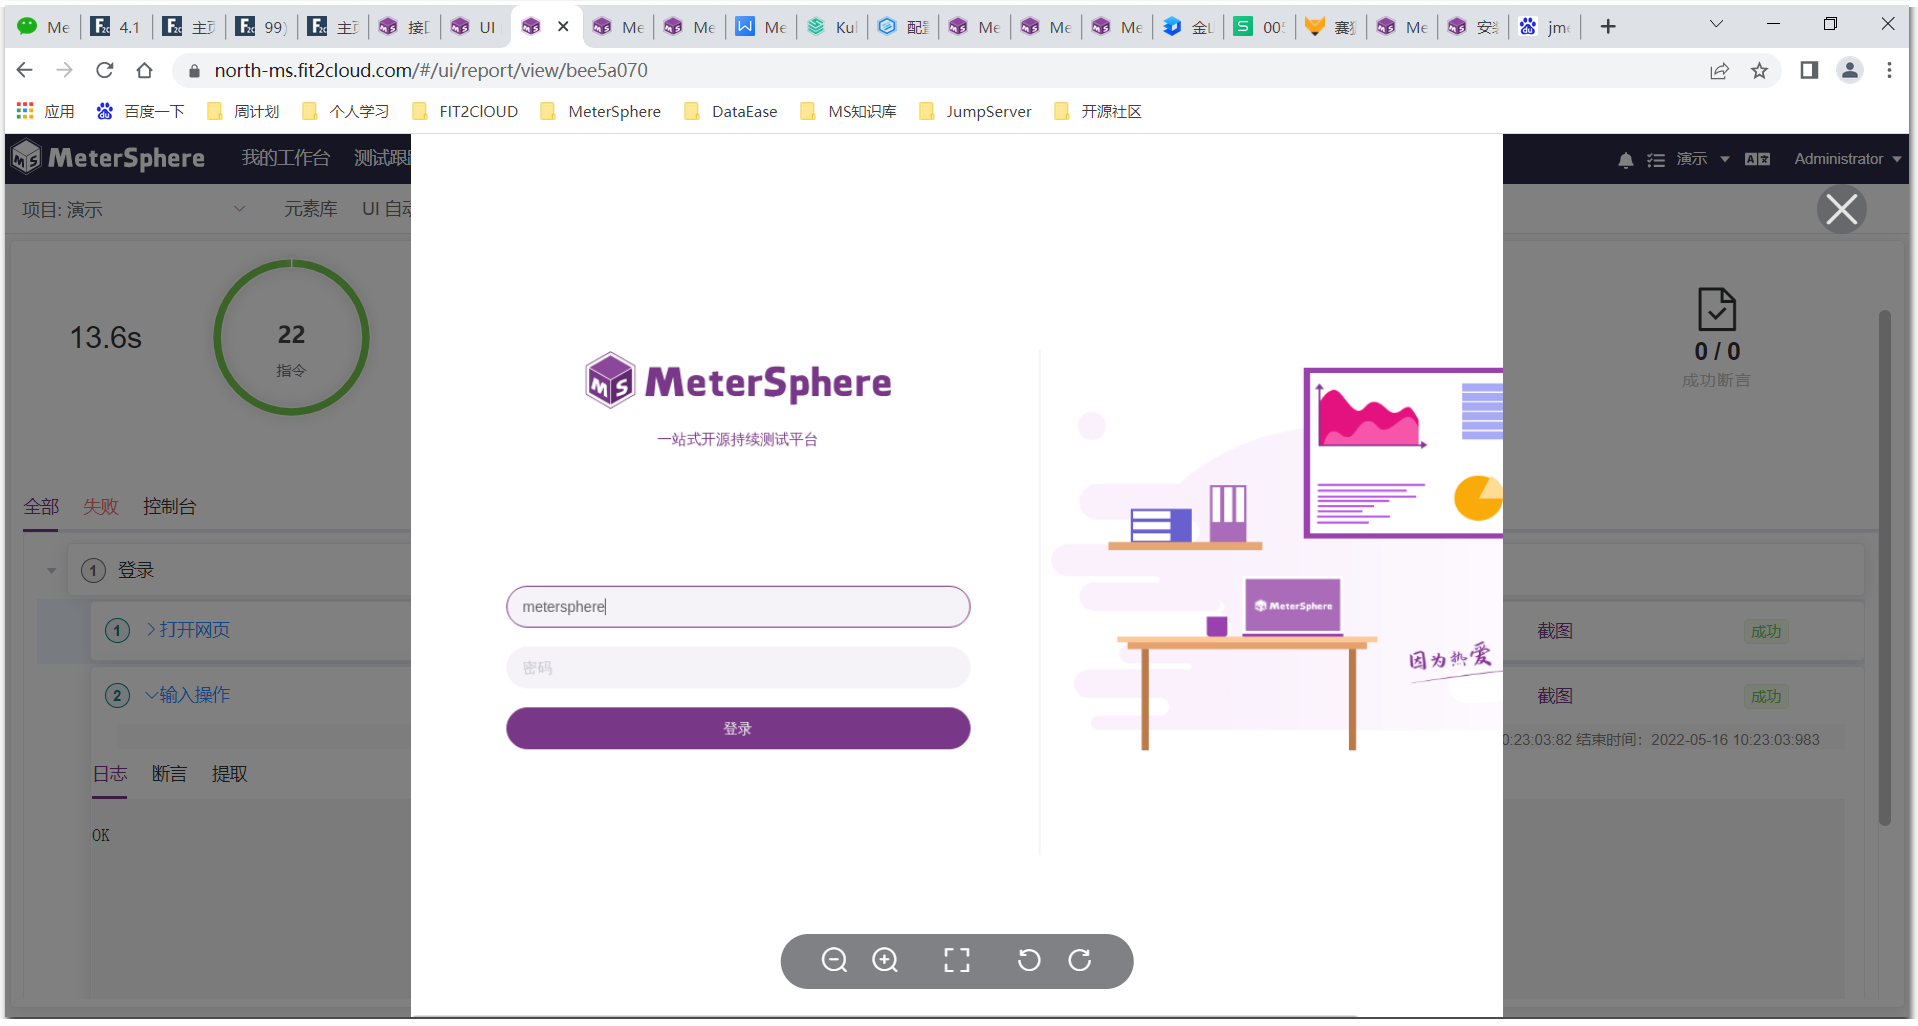 Me 4.1 主页 99) 主页 接口 UI Me Me Me Kul 配置 Me Me Me 金山 00 赛 Me 安装 jme
north-ms.fit2cloud.com/#/ui/report/view/bee5a070
应用 百度一下 周计划 个人学习 FIT2ClOUD MeterSphere DataEase MS知识库 JumpServer 开源社区
MeterSphere 我的工作台 测试跟踪 演示 Administrator
项目: 演示 元素库 UI 自动
13.6s
22
指令
0 / 0
成功断言
MeterSphere
一站式开源持续测试平台
全部 失败 控制台
1 登录
metersphere
MeterSphere
1 打开网页 截图 成功
因为热爱
密码
2 输入操作 截图 成功
登录
0:23:03:82 结束时间：2022-05-16 10:23:03:983
日志 断言 提取
OK